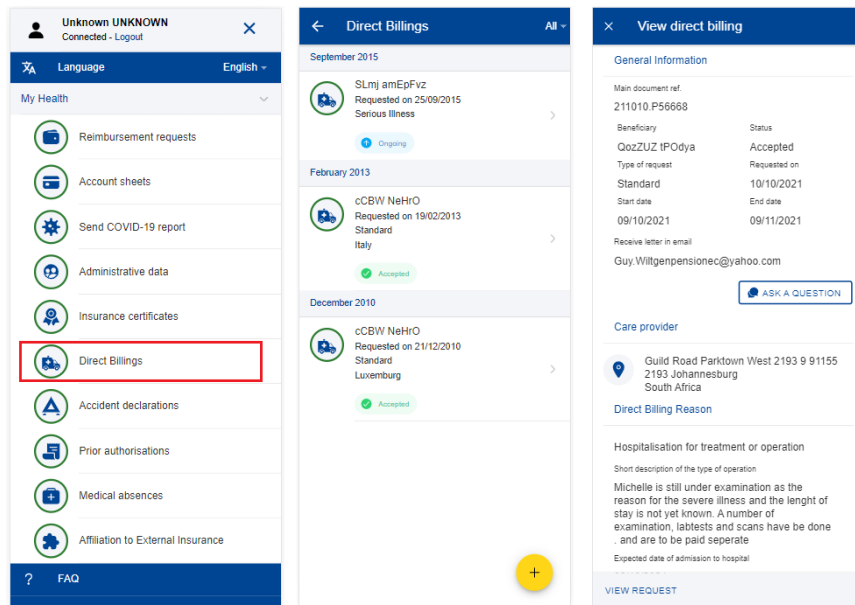 Unknown UNKNOWN
Connected - Logout
Language
English
My Health
Reimbursement requests
Account sheets
Send COVID-19 report
Administrative data
Insurance certificates
Direct Billings
Accident declarations
Prior authorisations
Medical absences
Affiliation to External Insurance
? FAQ
Direct Billings
All
September 2015
SLmj amEpFvz
Requested on 25/09/2015
Serious Illness
Ongoing
February 2013
cCBW NeHrO
Requested on 19/02/2013
Standard
Italy
Accepted
December 2010
cCBW NeHrO
Requested on 21/12/2010
Standard
Luxemburg
Accepted
+
View direct billing
General Information
Main document ref.
211010.P56668
Beneficiary Status
QozZUZ tPOdya Accepted
Type of request Requested on
Standard 10/10/2021
Start date End date
09/10/2021 09/11/2021
Receive letter in email
Guy.Wiltgenpensionec@yahoo.com
ASK A QUESTION
Care provider
Guild Road Parktown West 2193 9 91155
2193 Johannesburg
South Africa
Direct Billing Reason
Hospitalisation for treatment or operation
Short description of the type of operation
Michelle is still under examination as the
reason for the severe illness and the lenght of
stay is not yet known. A number of
examination, labtests and scans have be done
. and are to be paid seperate
Expected date of admission to hospital
VIEW REQUEST